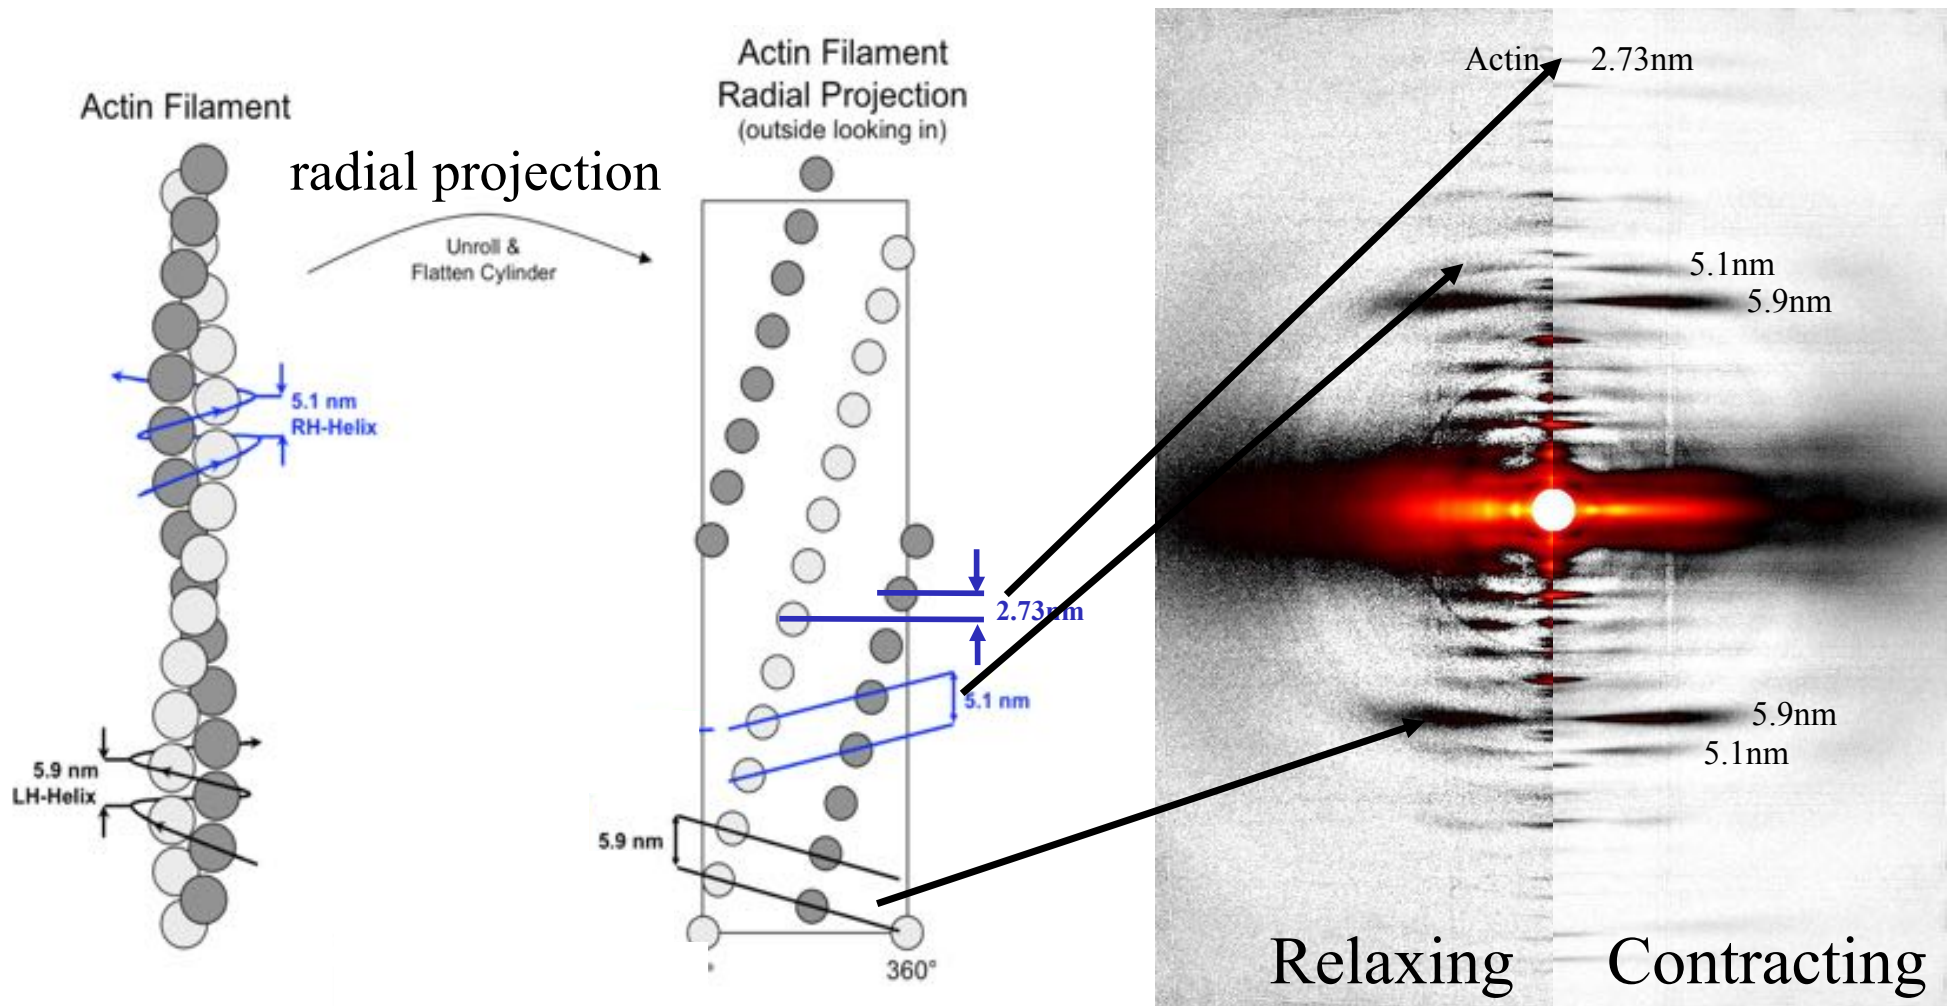 Actin Filament
radial projection
Unroll &
Flatten Cylinder
5.1 nm
RH-Helix
5.9 nm
LH-Helix
Actin Filament
Radial Projection
(outside looking in)
2.73nm
5.1 nm
5.9 nm
360°
Actin
2.73nm
5.1nm
5.9nm
5.9nm
5.1nm
Relaxing
Contracting